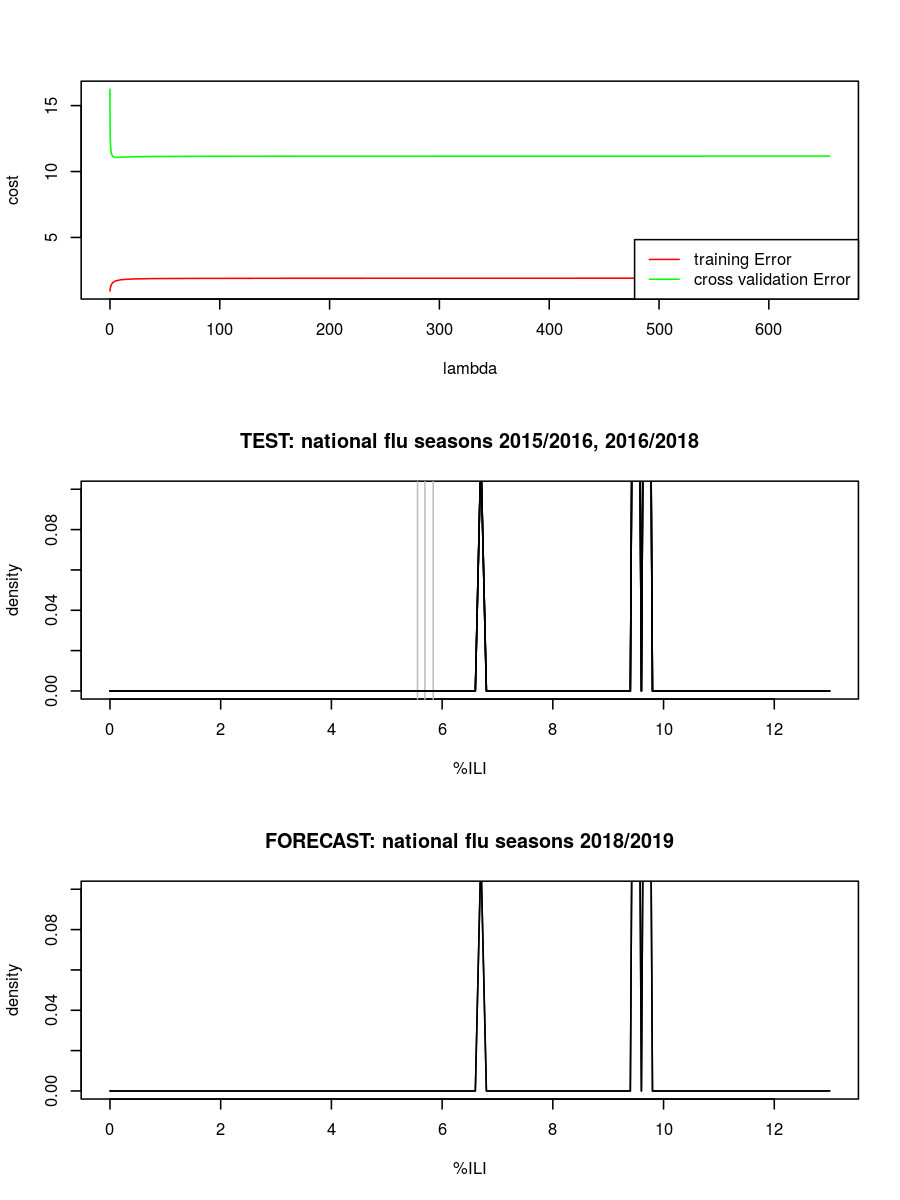 15
10
5
cost
training Error
cross validation Error
0 100 200 300 400 500 600
lambda
TEST: national flu seasons 2015/2016, 2016/2018
0.08
0.04
0.00
density
0 2 4 6 8 10 12
%ILI
FORECAST: national flu seasons 2018/2019
0.08
0.04
0.00
density
0 2 4 6 8 10 12
%ILI